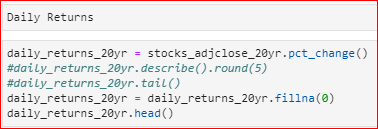 Daily Returns
daily_returns_20yr = stocks_adjclose_20yr.pct_change()
#daily_returns_20yr.describe().round(5)
#daily_returns_20yr.tail()
daily_returns_20yr = daily_returns_20yr.fillna(0)
daily_returns_20yr.head()